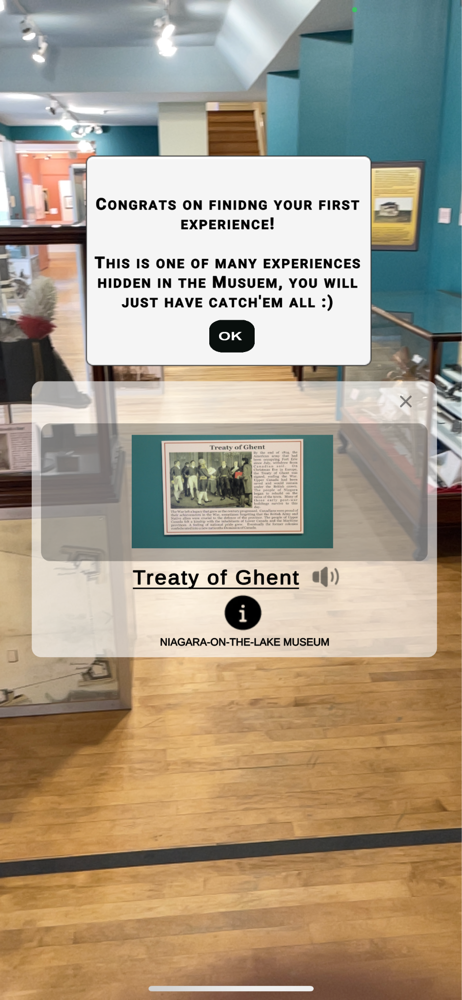 Congrats on finidng your first
experience!
This is one of many experiences
hidden in the Musuem, you will
just have catch'em all :)
OK
Treaty of Ghent
By the end of 1814, the
American army that had
been occupying Fort Erie
since July, withdrew from
Canadian soil. On
Christmas Eve in Europe,
the Treaty of Ghent was
signed, ending the War.
Upper Canada had been
saved and would remain
under the British crown.
The people of Niagara
began to rebuild on the
ruins of the town. Many of
those early post-war
buildings survive to this
day.
The War left a legacy that grew as the century progressed. Canadians were proud of
their achievements in the War, sometimes forgetting that the British Army and
Native allies were crucial to the defence of the province. The people of Upper
Canada felt a kinship with the inhabitants of Lower Canada and the Maritime
provinces. A feeling of national pride grew. Eventually the former colonies
confederated into a new nation the Dominion of Canada.
Treaty of Ghent
i
NIAGARA-ON-THE-LAKE MUSEUM